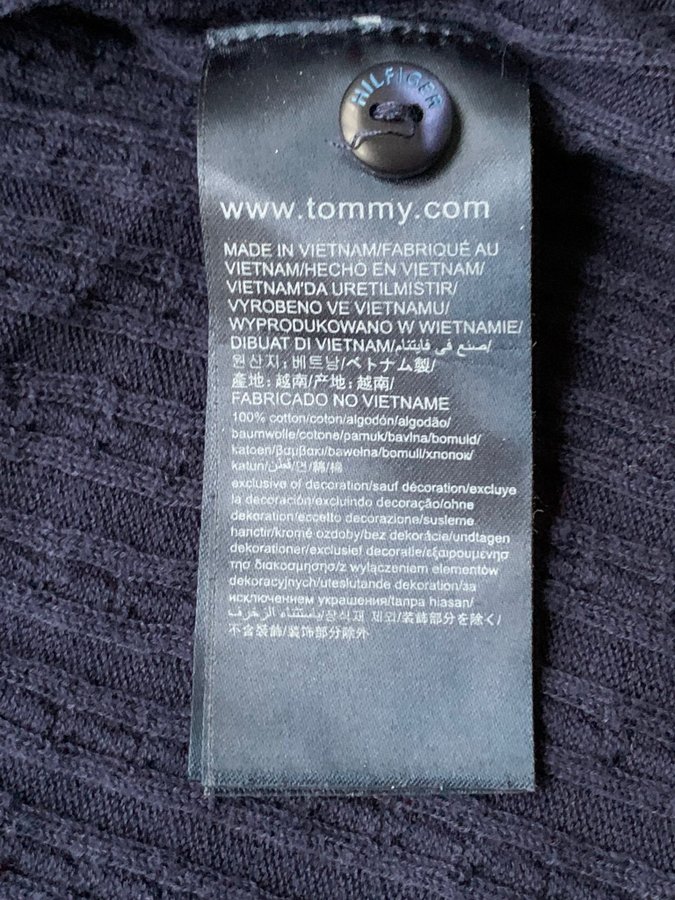 HILFIGER
www.tommy.com
MADE IN VIETNAM/FABRIQUÉ AU
VIETNAM/HECHO EN VIETNAM/
VIETNAM'DA URETILMISTIR/
VYROBENO VE VIETNAMU/
WYPRODUKOWANO W WIETNAMIE/
DIBUAT DI VIETNAM/صنع في فايتنام/
원산지: 베트남/ベトナム製/
產地: 越南/产地: 越南/
FABRICADO NO VIETNAME
100% cotton/coton/algodón/algodão/
baumwolle/cotone/pamuk/bavlna/bomuld/
katoen/βαμβακι/bawełna/bomull/хлопок/
katun/قطن/면/綿/棉
exclusive of decoration/sauf décoration/excluye
la decoración/excluindo decoração/ohne
dekoration/eccetto decorazione/susleme
harictir/kromě ozdoby/bez dekorácie/undtagen
dekorationer/exclusief decoratie/εξαιρουμενησ
τησ διακοσμησησ/z wyłączeniem elementów
dekoracyjnych/uteslutande dekoration/за
исключением украшения/tanpa hiasan/
باستثناء الزخرف/장식재 제외/装飾部分を除く/
不含裝飾/装饰部分除外